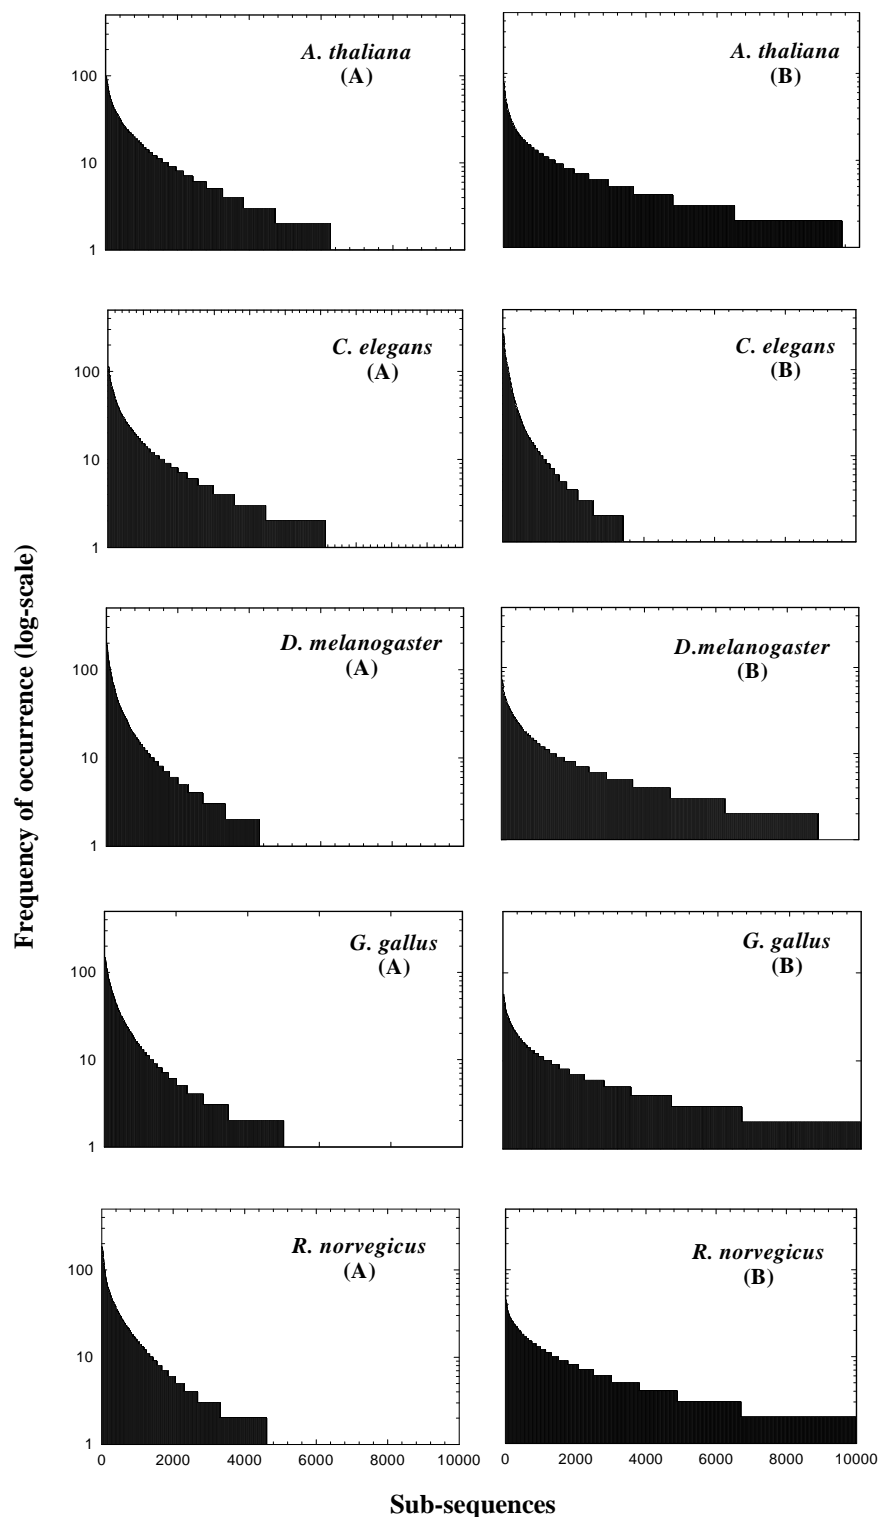 Frequency of occurrence (log-scale)
A. thaliana
(A)
100
10
1
A. thaliana
(B)
C. elegans
(A)
100
10
1
C. elegans
(B)
D. melanogaster
(A)
100
10
1
D.melanogaster
(B)
G. gallus
(A)
100
10
1
G. gallus
(B)
R. norvegicus
(A)
100
10
1
0 2000 4000 6000 8000 10000
R. norvegicus
(B)
0 2000 4000 6000 8000 10000
Sub-sequences